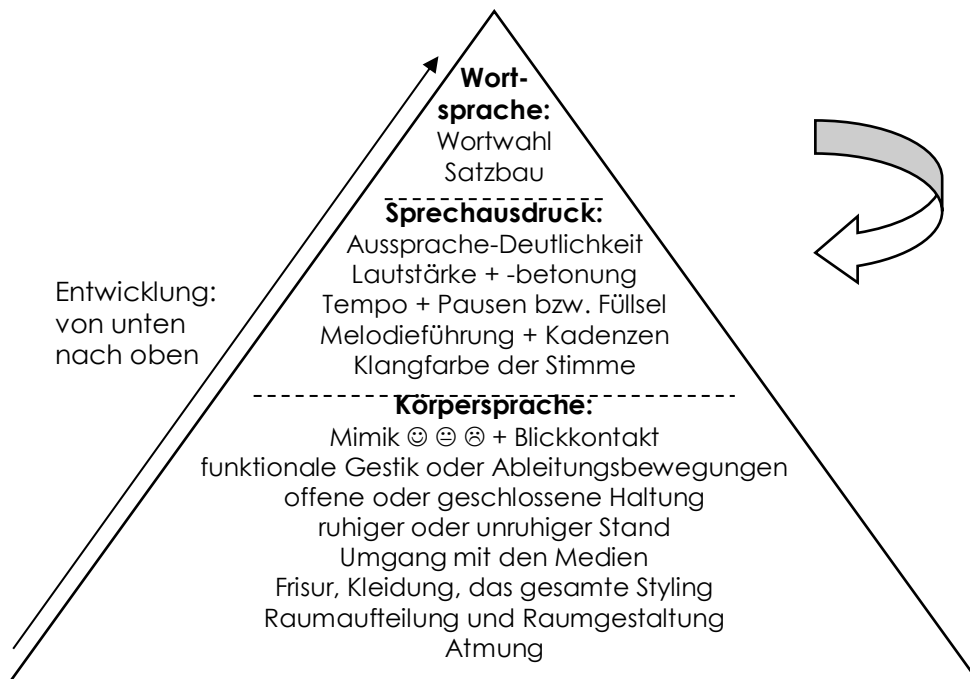 Wort-
sprache:
Wortwahl
Satzbau
Sprechausdruck:
Aussprache-Deutlichkeit
Lautstärke + -betonung
Tempo + Pausen bzw. Füllsel
Melodieführung + Kadenzen
Klangfarbe der Stimme
Entwicklung:
von unten
nach oben
Körpersprache:
Mimik ☺ 😐 ☹ + Blickkontakt
funktionale Gestik oder Ableitungsbewegungen
offene oder geschlossene Haltung
ruhiger oder unruhiger Stand
Umgang mit den Medien
Frisur, Kleidung, das gesamte Styling
Raumaufteilung und Raumgestaltung
Atmung